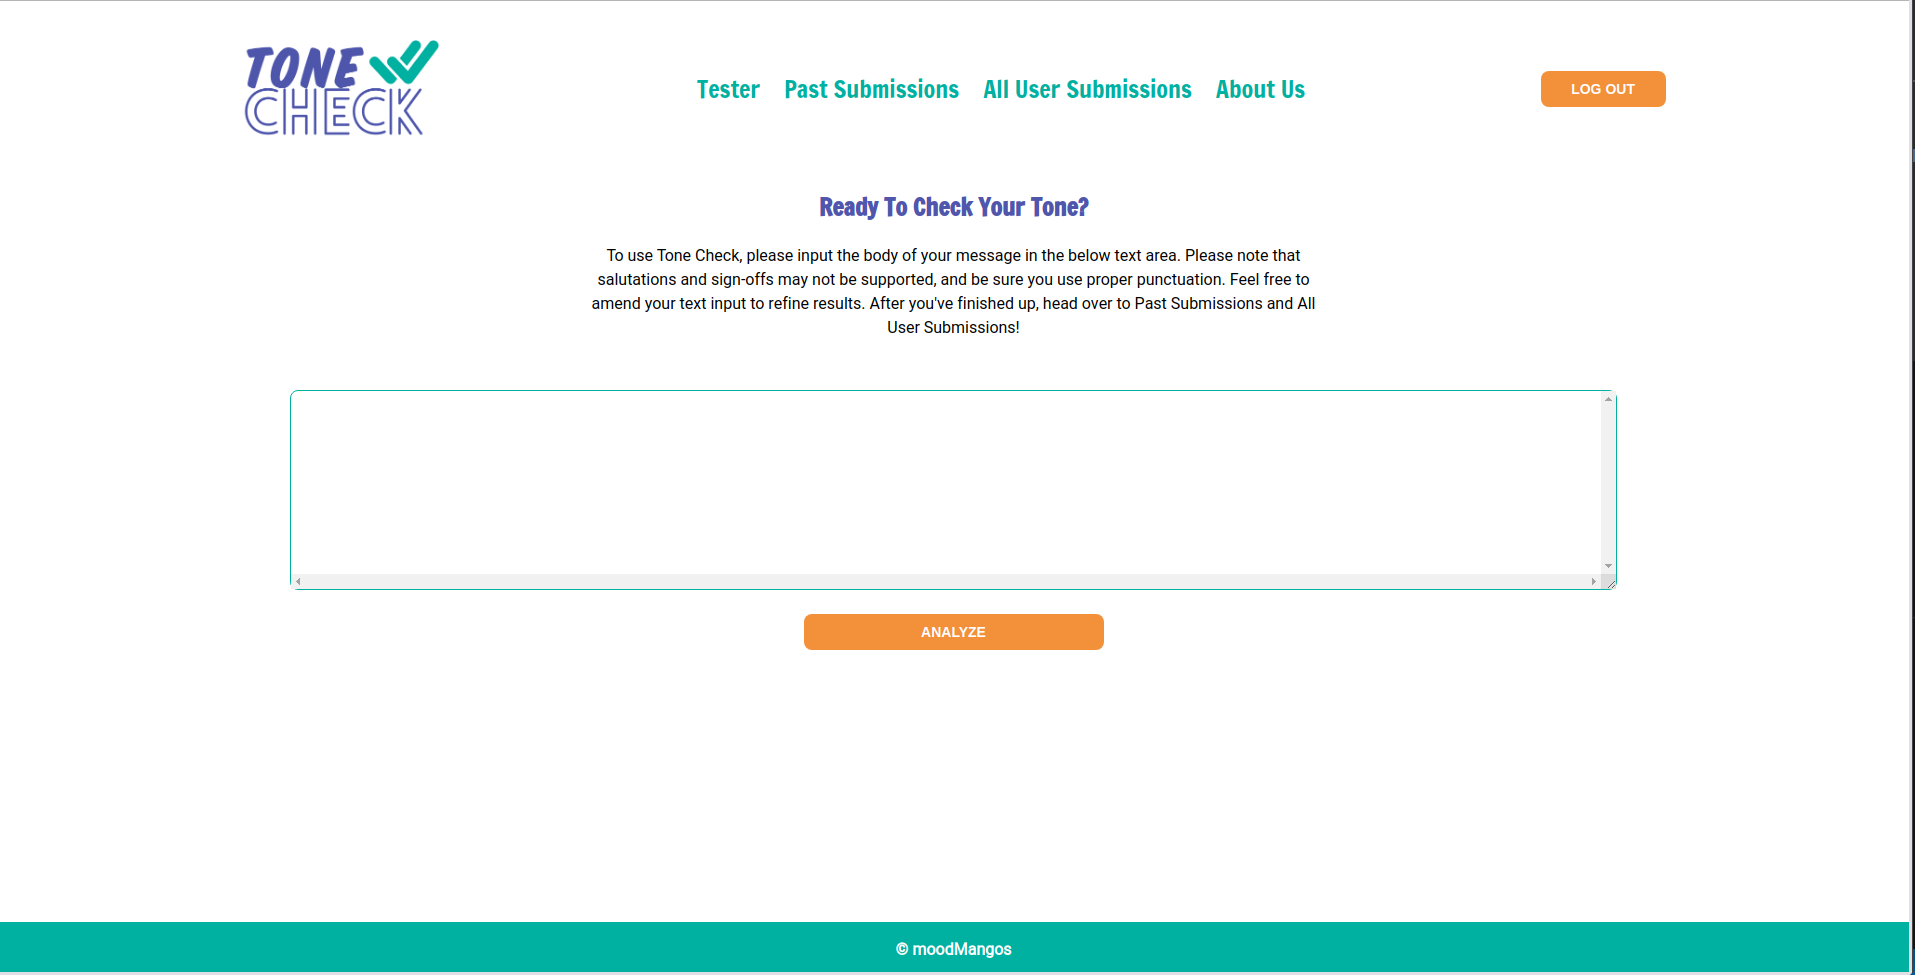 TONE
CHECK
Tester Past Submissions All User Submissions About Us
LOG OUT
Ready To Check Your Tone?
To use Tone Check, please input the body of your message in the below text area. Please note that
salutations and sign-offs may not be supported, and be sure you use proper punctuation. Feel free to
amend your text input to refine results. After you've finished up, head over to Past Submissions and All
User Submissions!
ANALYZE
© moodMangos